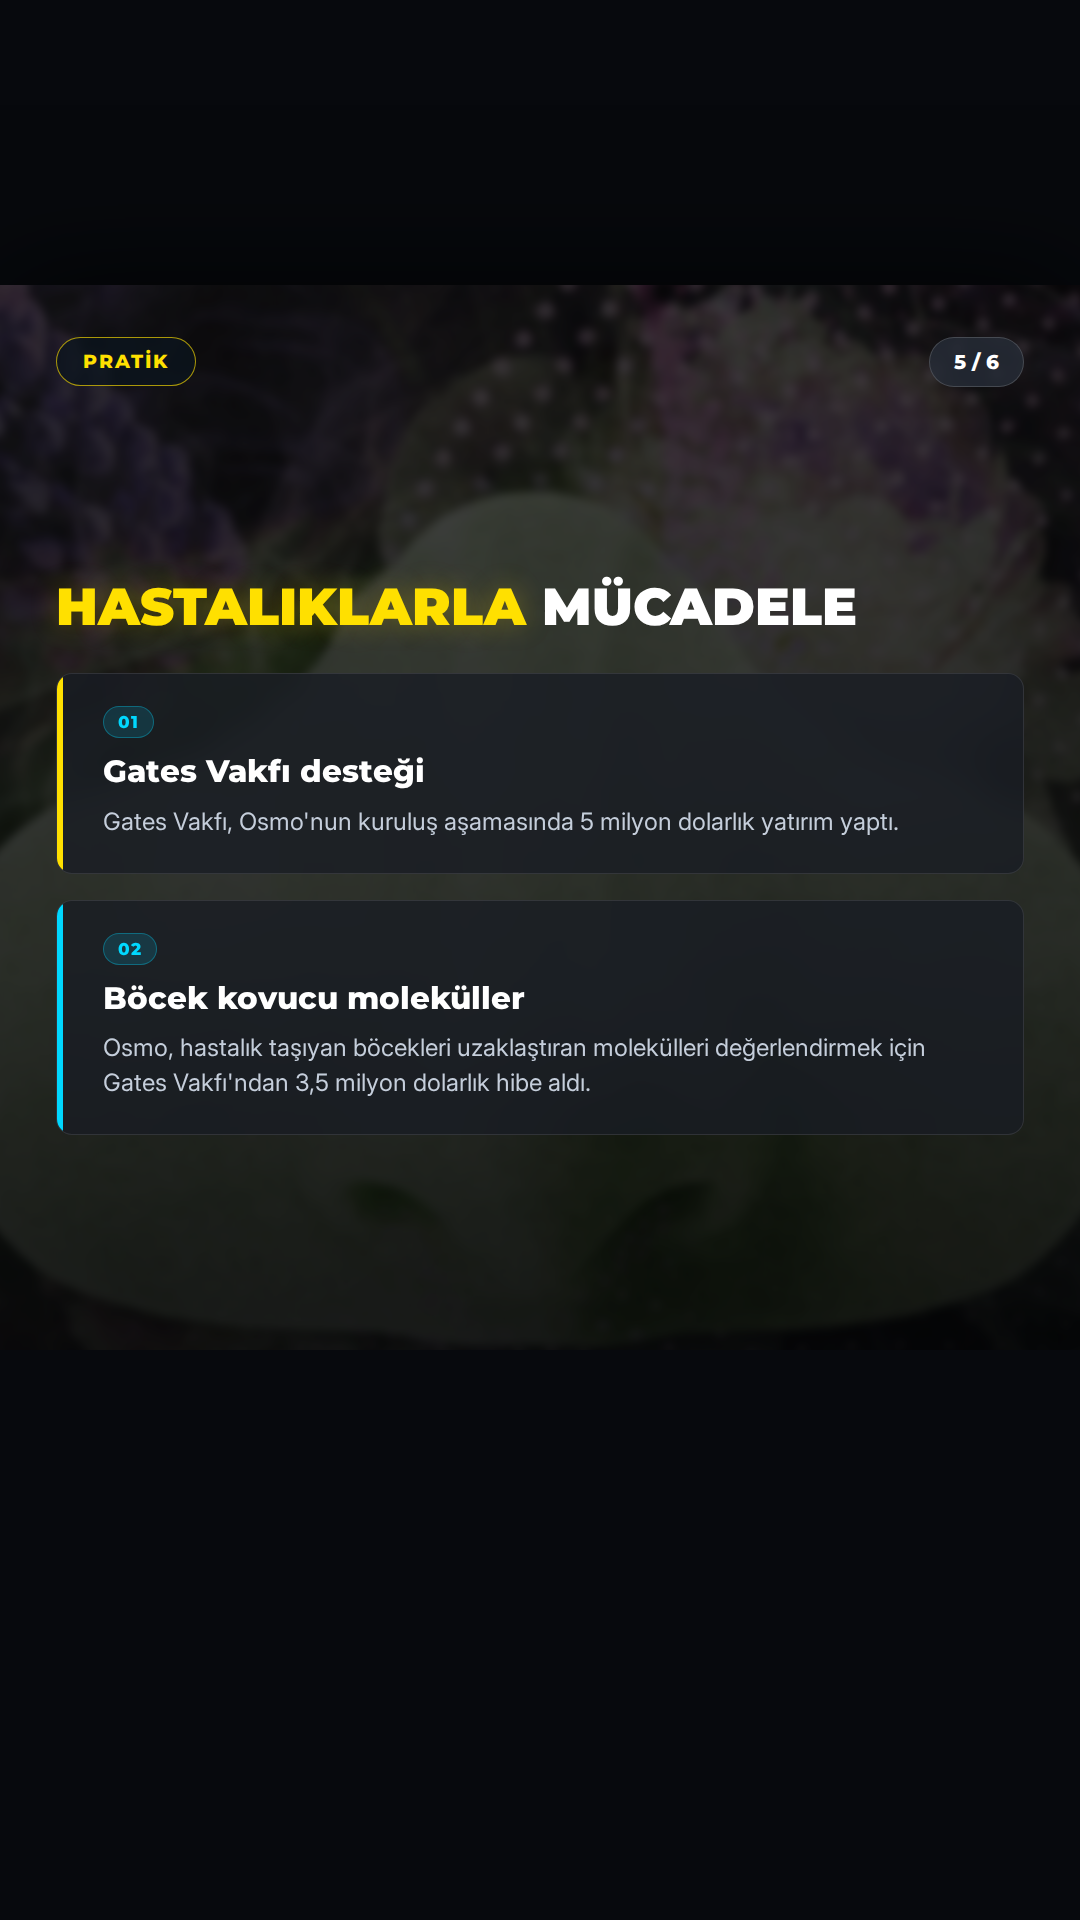 PRATİK
5 / 6
HASTALIKLARLA MÜCADELE
01
Gates Vakfı desteği
Gates Vakfı, Osmo'nun kuruluş aşamasında 5 milyon dolarlık yatırım yaptı.
02
Böcek kovucu moleküller
Osmo, hastalık taşıyan böcekleri uzaklaştıran molekülleri değerlendirmek için
Gates Vakfı'ndan 3,5 milyon dolarlık hibe aldı.